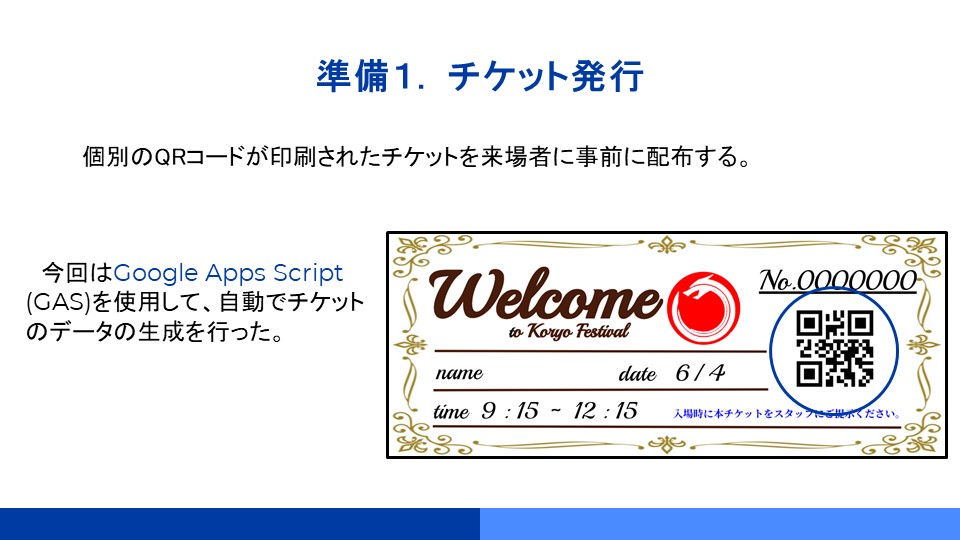 準備１．チケット発行
個別のQRコードが印刷されたチケットを来場者に事前に配布する。
今回はGoogle Apps Script
(GAS)を使用して、自動でチケット
のデータの生成を行った。
Welcome
to Koryo Festival
No.0000000
name
date 6 / 4
time 9 : 15 ~ 12 : 15
入場時に本チケットをスタッフにご提示ください。